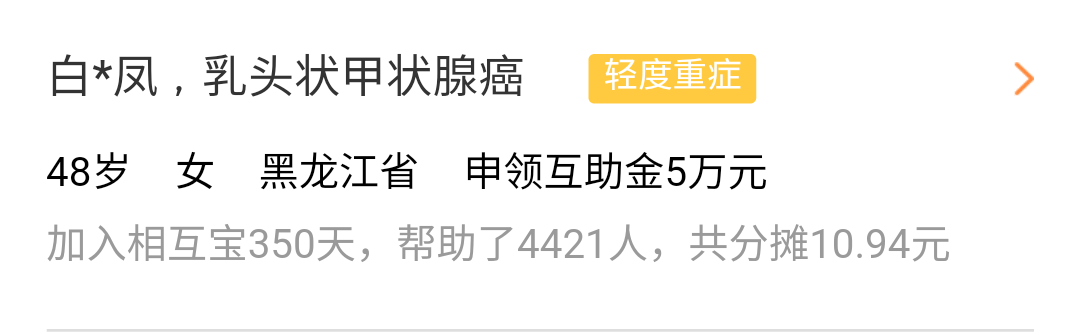 白*凤，乳头状甲状腺癌 轻度重症
48岁 女 黑龙江省 申领互助金5万元
加入相互宝350天，帮助了4421人，共分摊10.94元